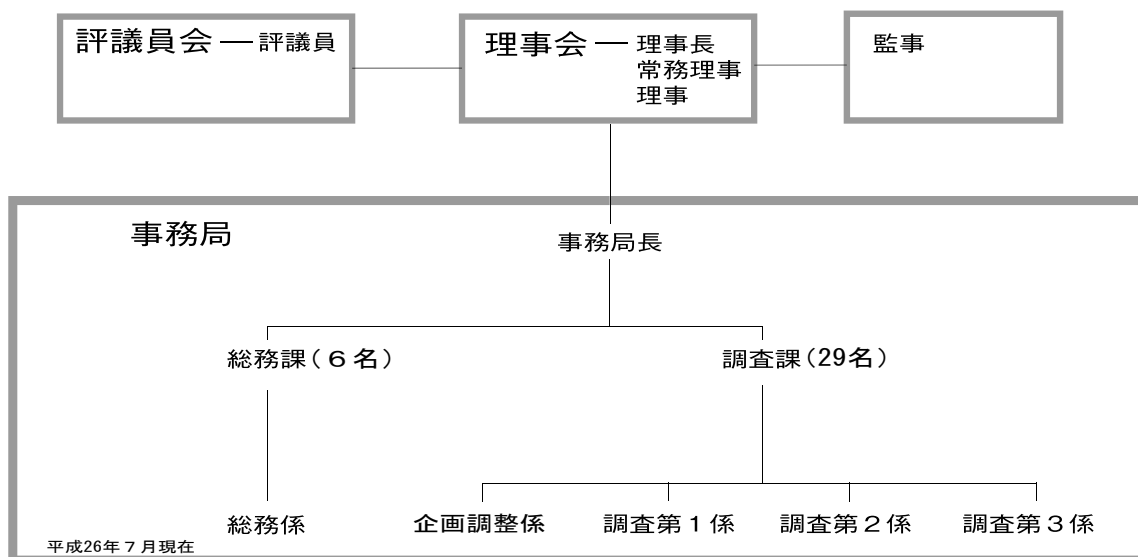 評議員会 ― 評議員
理事会 ― 理事長
常務理事
理事
監事
事務局
事務局長
総務課（６名）
調査課（29名）
総務係
企画調整係
調査第１係
調査第２係
調査第３係
平成26年７月現在